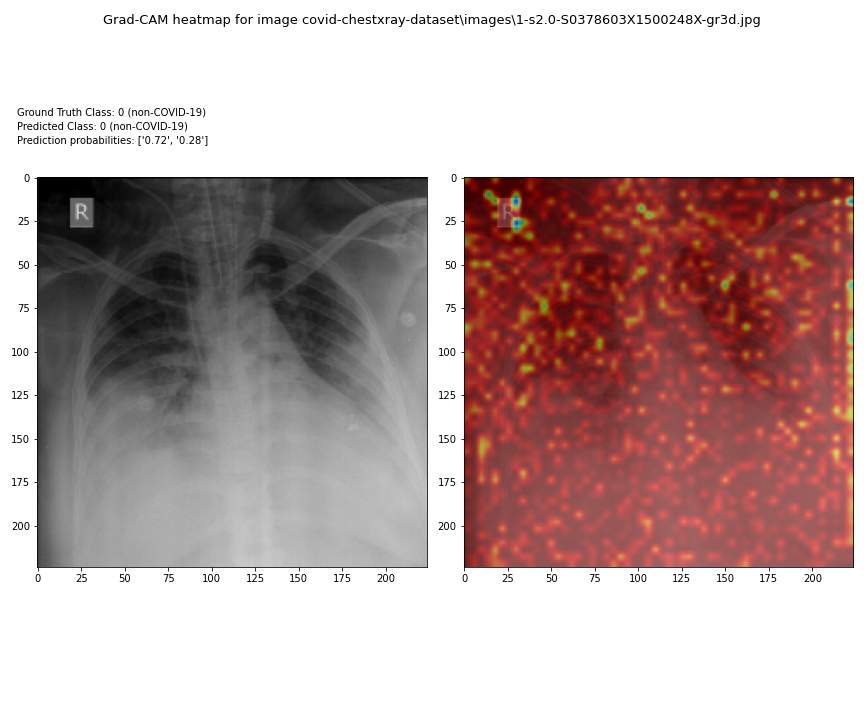 Grad-CAM heatmap for image covid-chestxray-dataset\images\1-s2.0-S0378603X1500248X-gr3d.jpg
Ground Truth Class: 0 (non-COVID-19)
Predicted Class: 0 (non-COVID-19)
Prediction probabilities: ['0.72', '0.28']
R
0
25
50
75
100
125
150
175
200
0 25 50 75 100 125 150 175 200
R
0
25
50
75
100
125
150
175
200
0 25 50 75 100 125 150 175 200